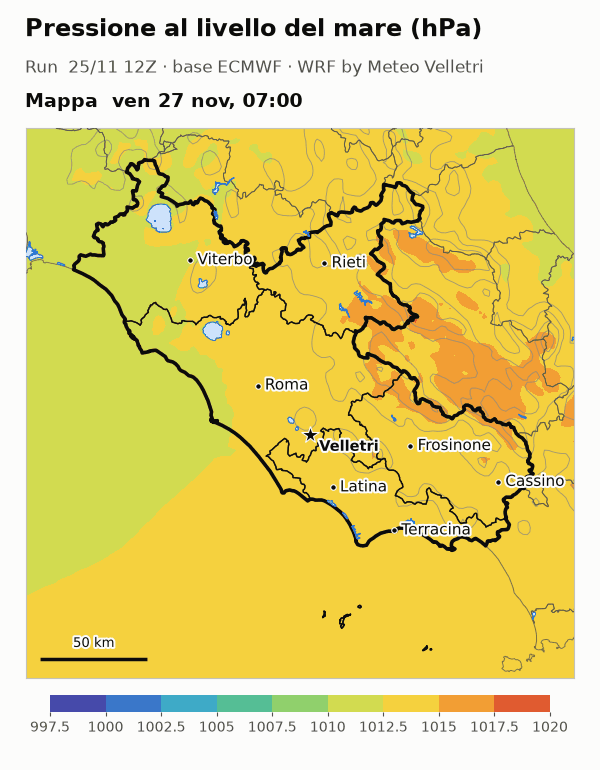 Pressione al livello del mare (hPa)
Run  25/11 12Z · base ECMWF · WRF by Meteo Velletri
Mappa  ven 27 nov, 07:00
Viterbo
Rieti
Roma
Velletri
Frosinone
Cassino
Latina
Terracina
50 km
997.5 1000 1002.5 1005 1007.5 1010 1012.5 1015 1017.5 1020